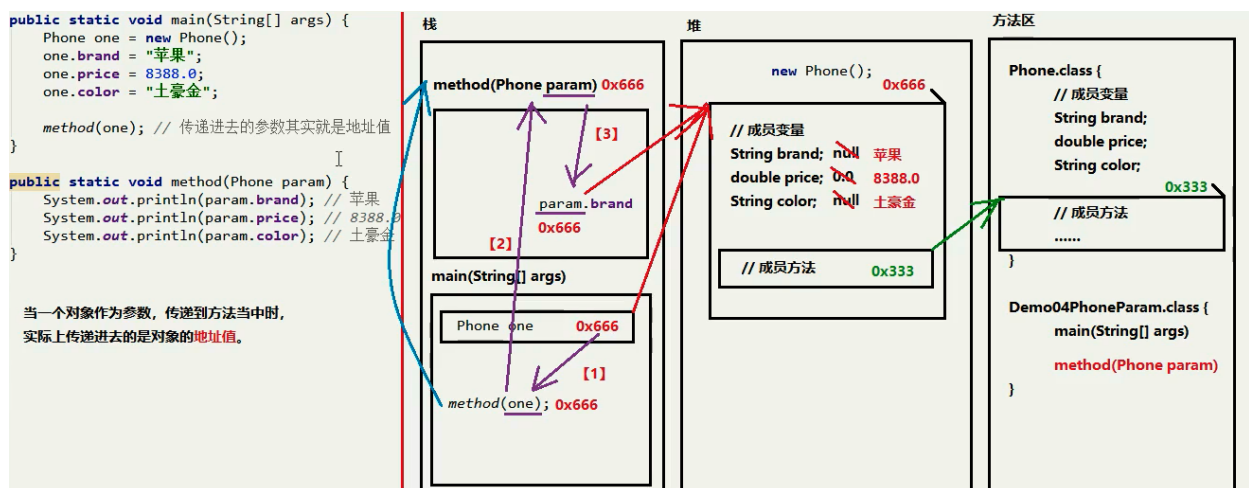 public static void main(String[] args) {
Phone one = new Phone();
one.brand = "苹果";
one.price = 8388.0;
one.color = "土豪金";
method(one); // 传递进去的参数其实就是地址值
}
public static void method(Phone param) {
System.out.println(param.brand); // 苹果
System.out.println(param.price); // 8388.0
System.out.println(param.color); // 土豪金
}
当一个对象作为参数，传递到方法当中时，
实际上传递进去的是对象的地址值。
栈
method(Phone param) 0x666
【3】
param.brand
0x666
【2】
main(String[] args)
Phone one 0x666
【1】
method(one); 0x666
堆
new Phone();
0x666
// 成员变量
String brand; null 苹果
double price; 0.0 8388.0
String color; null 土豪金
// 成员方法 0x333
方法区
Phone.class {
// 成员变量
String brand;
double price;
String color;
0x333
// 成员方法
......
}
Demo04PhoneParam.class {
main(String[] args)
method(Phone param)
}